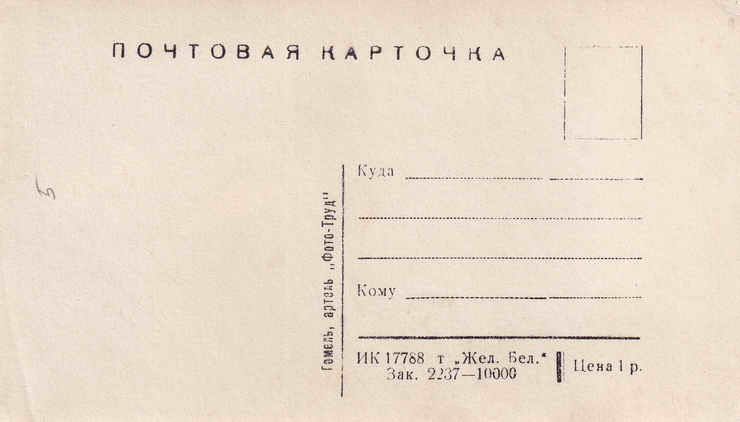 ПОЧТОВАЯ КАРТОЧКА
Куда
Кому
Гомель, артель „Фото-Труд"
ИК 17788 т „Жел. Бел."
Зак. 2237—10000
Цена 1 р.